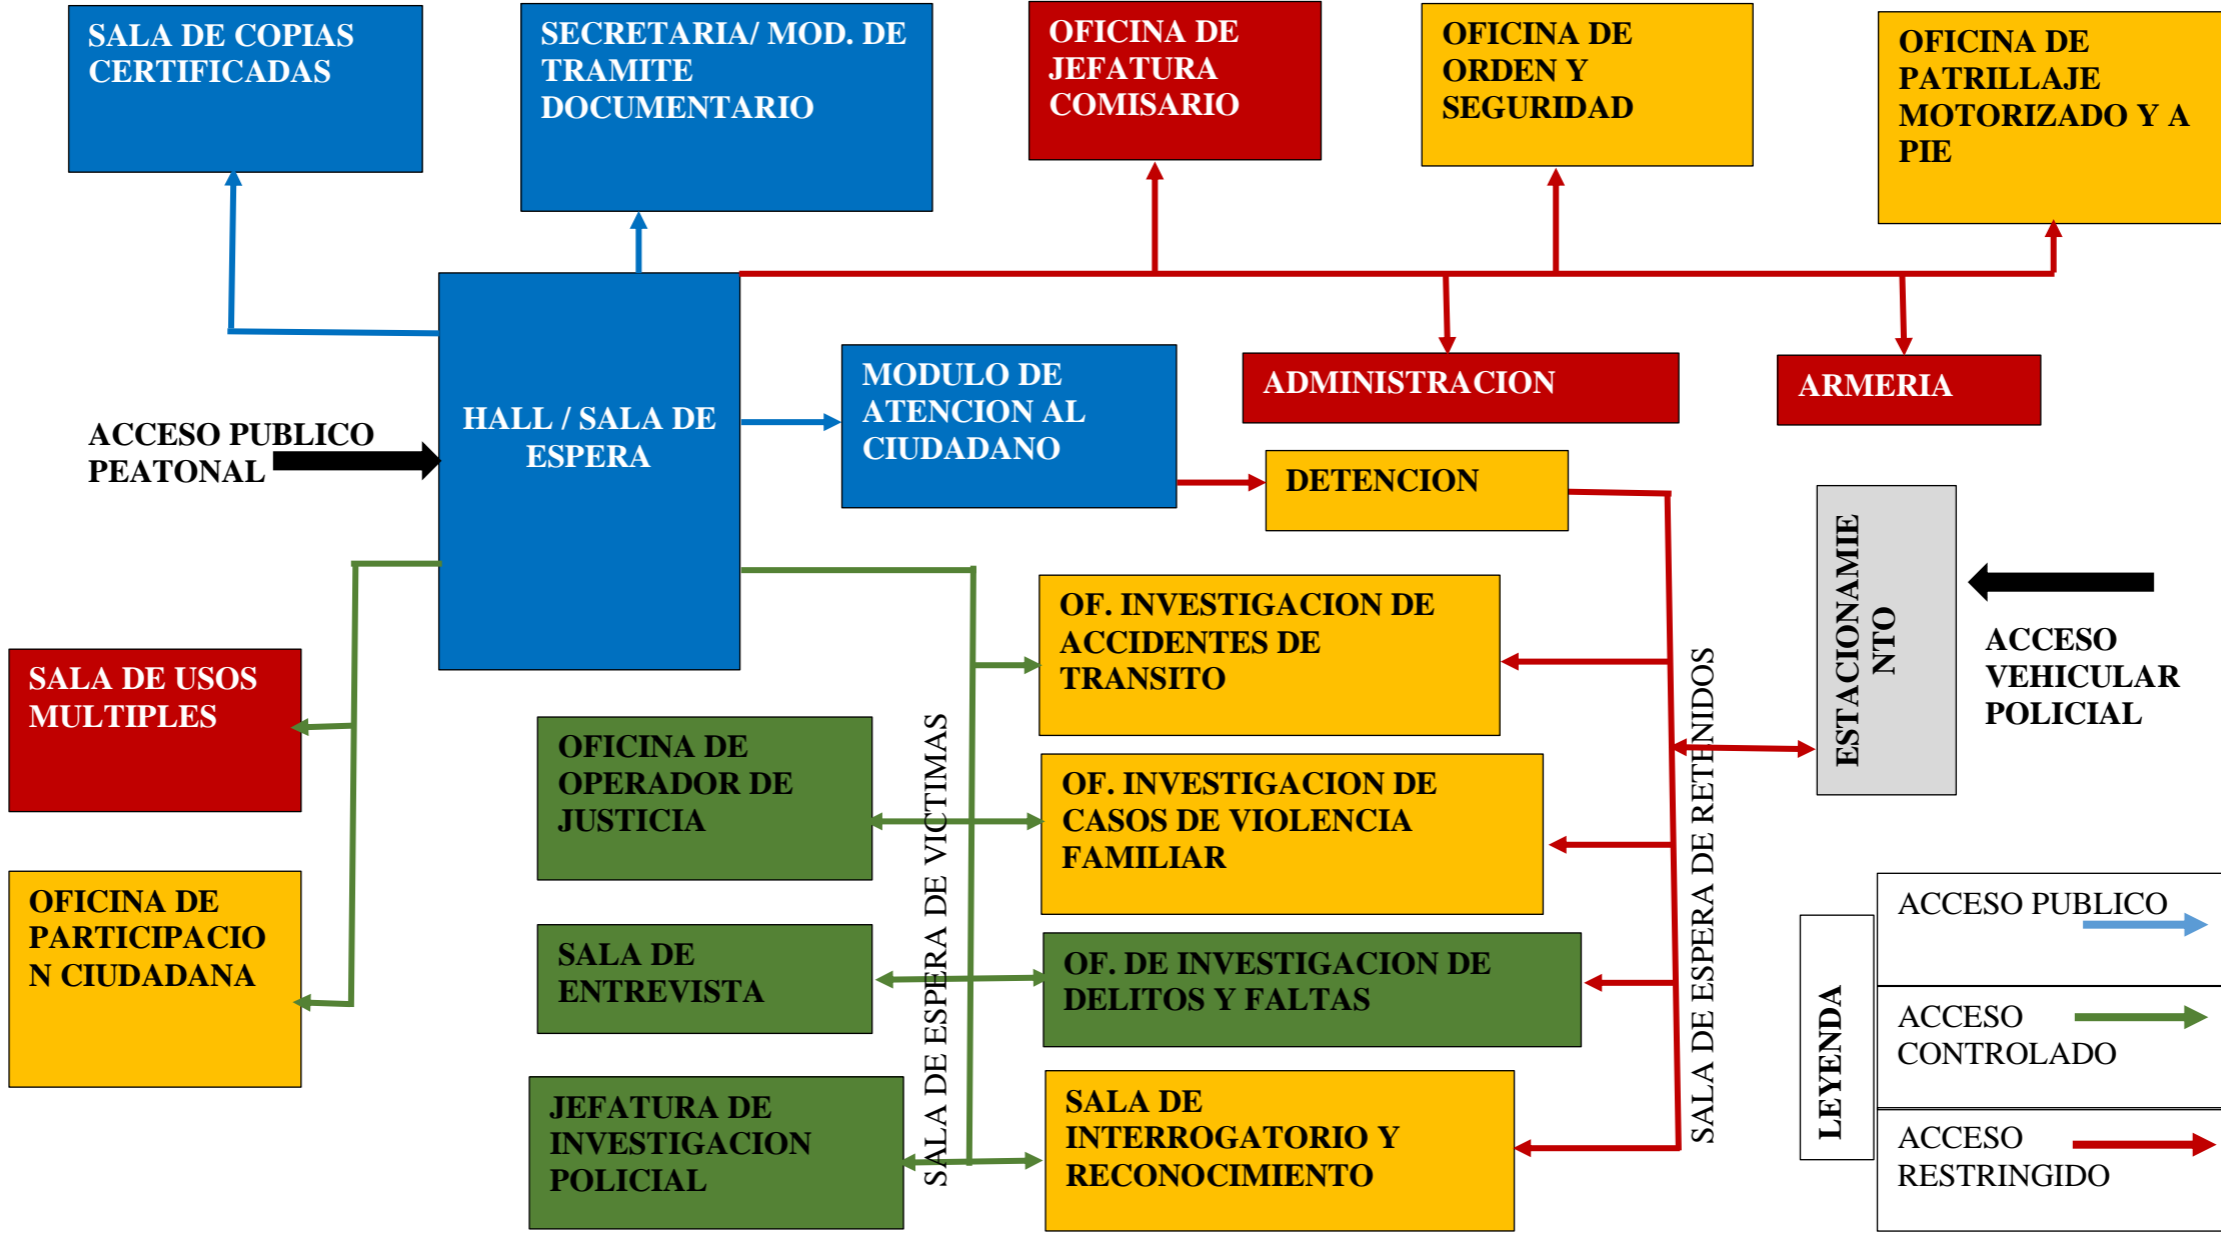 SALA DE COPIAS
CERTIFICADAS
SECRETARIA/ MOD. DE
TRAMITE
DOCUMENTARIO
OFICINA DE
JEFATURA
COMISARIO
OFICINA DE
ORDEN Y
SEGURIDAD
OFICINA DE
PATRILLAJE
MOTORIZADO Y A
PIE
HALL / SALA DE
ESPERA
MODULO DE
ATENCION AL
CIUDADANO
ADMINISTRACION
ARMERIA
ACCESO PUBLICO
PEATONAL
DETENCION
ESTACIONAMIE
NTO
ACCESO
VEHICULAR
POLICIAL
SALA DE USOS
MULTIPLES
OFICINA DE
PARTICIPACIO
N CIUDADANA
OFICINA DE
OPERADOR DE
JUSTICIA
SALA DE
ENTREVISTA
JEFATURA DE
INVESTIGACION
POLICIAL
SALA DE ESPERA DE VICTIMAS
OF. INVESTIGACION DE
ACCIDENTES DE
TRANSITO
OF. INVESTIGACION DE
CASOS DE VIOLENCIA
FAMILIAR
OF. DE INVESTIGACION DE
DELITOS Y FALTAS
SALA DE
INTERROGATORIO Y
RECONOCIMIENTO
SALA DE ESPERA DE RETENIDOS
LEYENDA
ACCESO PUBLICO
ACCESO
CONTROLADO
ACCESO
RESTRINGIDO